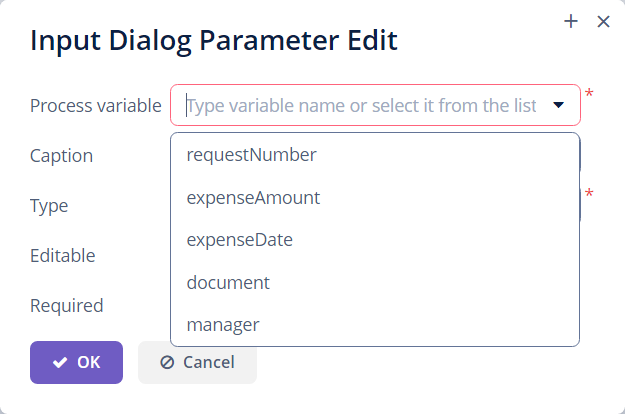 Input Dialog Parameter Edit
Process variable Type variable name or select it from the list *
requestNumber
Caption
expenseAmount
Type *
expenseDate
Editable
document
Required
manager
OK Cancel